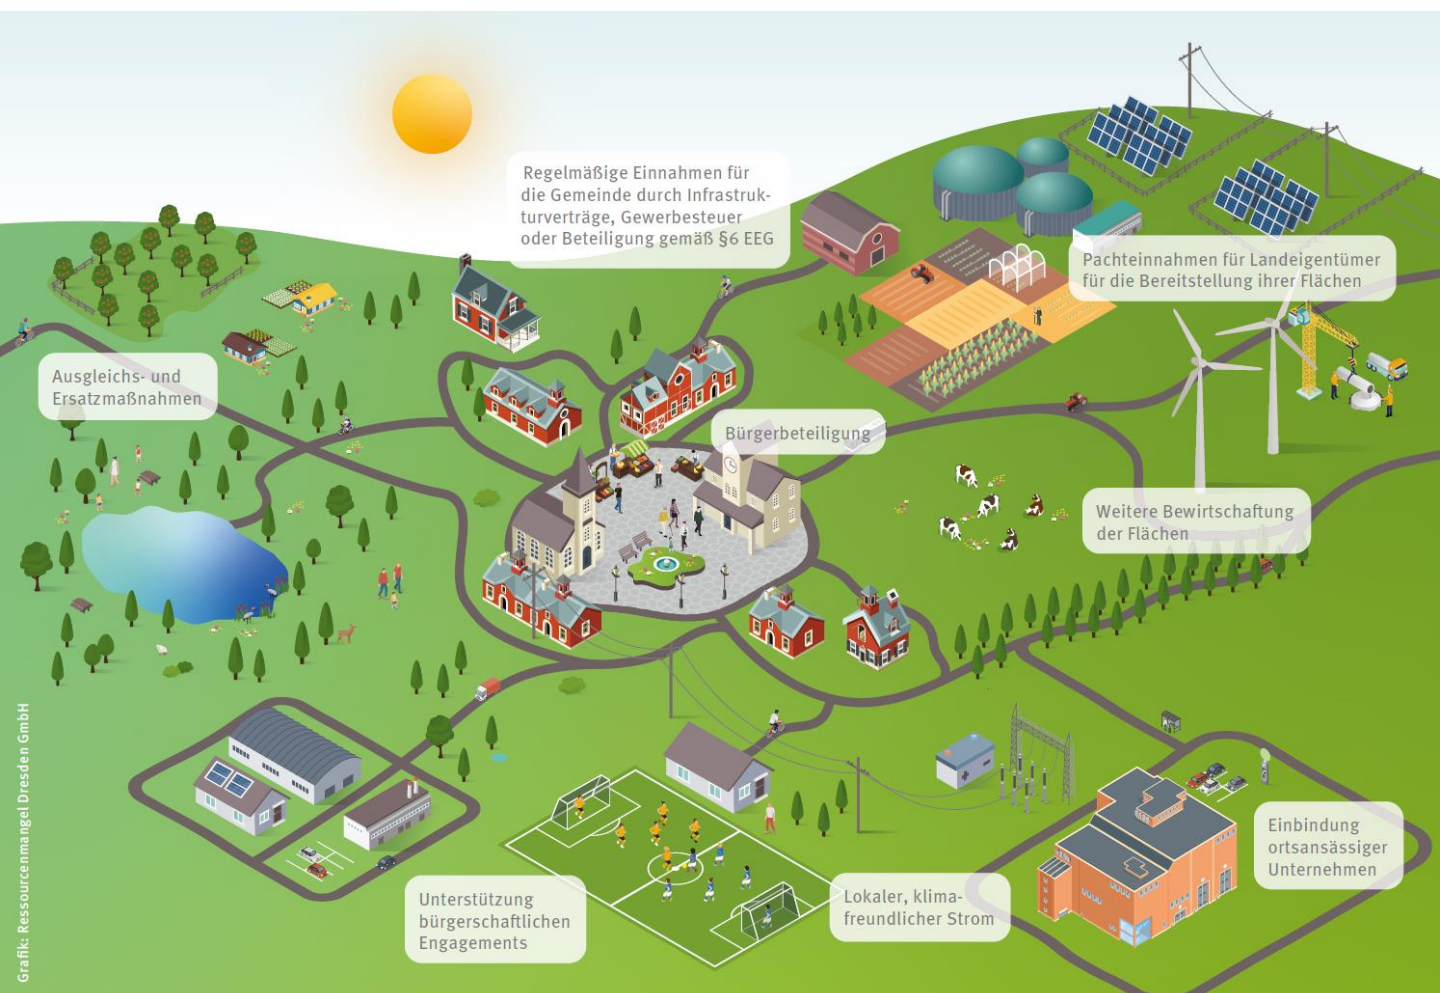 Regelmäßige Einnahmen für
die Gemeinde durch Infrastruk-
turverträge, Gewerbesteuer
oder Beteiligung gemäß §6 EEG
Pachteinnahmen für Landeigentümer
für die Bereitstellung ihrer Flächen
Ausgleichs- und
Ersatzmaßnahmen
Bürgerbeteiligung
Weitere Bewirtschaftung
der Flächen
Einbindung
ortsansässiger
Unternehmen
Unterstützung
bürgerschaftlichen
Engagements
Lokaler, klima-
freundlicher Strom
Grafik: Ressourcenmangel Dresden GmbH